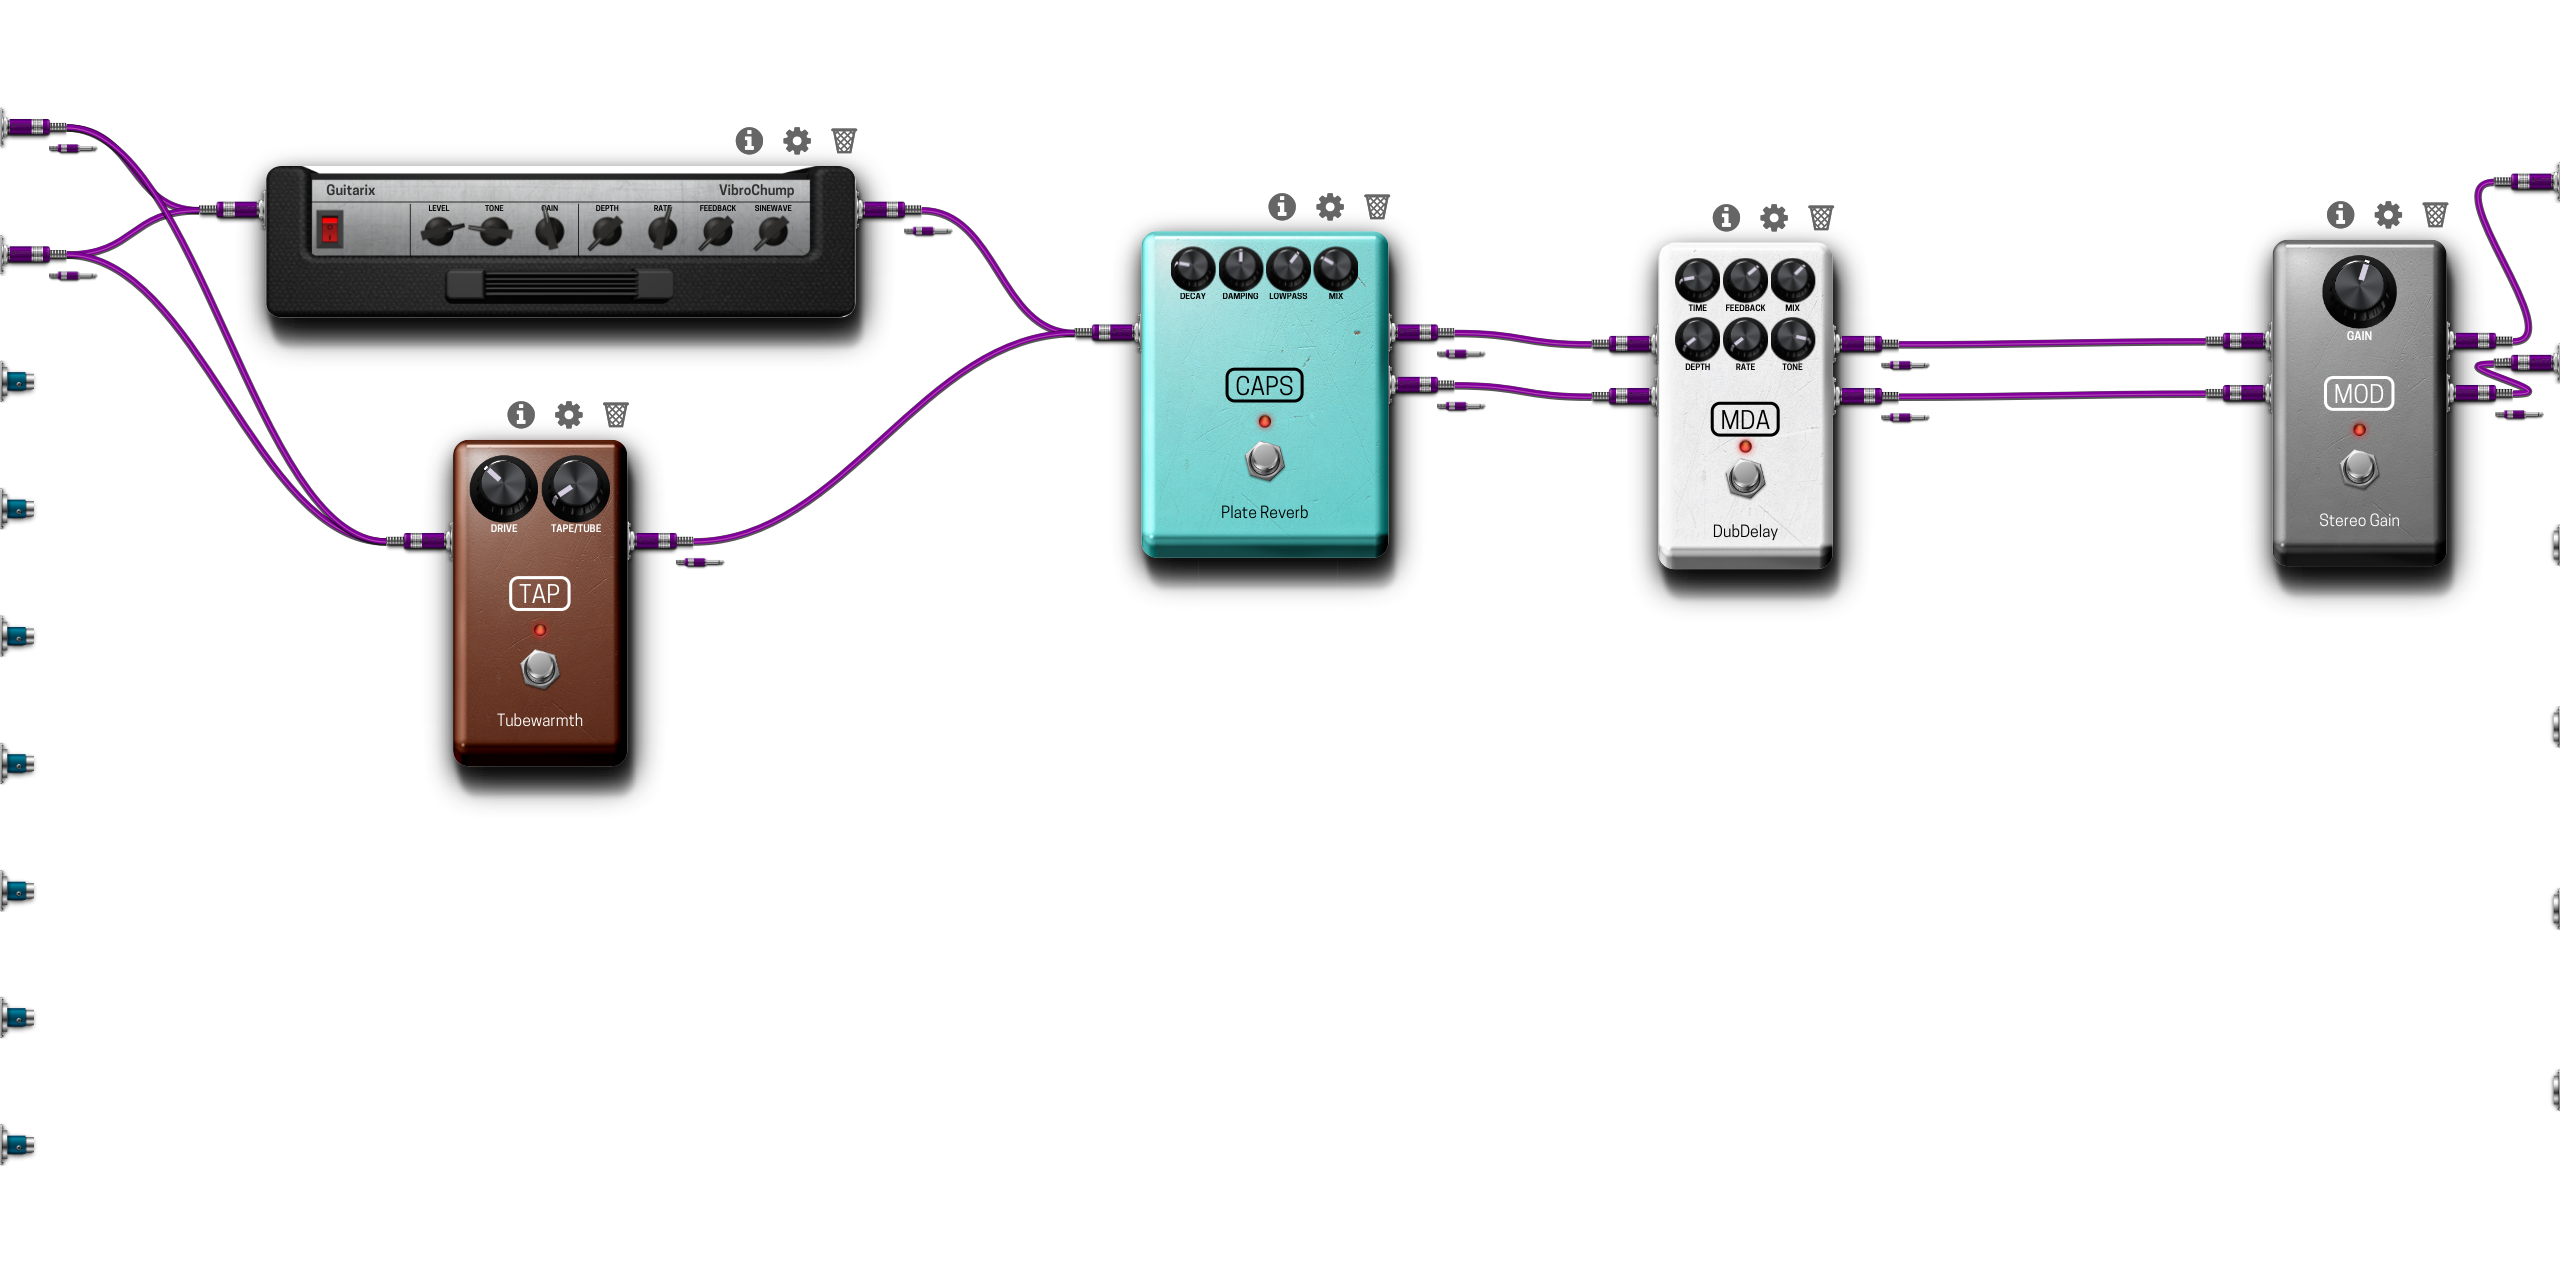 Guitarix VibroChump
LEVEL TONE GAIN DEPTH RATE FEEDBACK SINEWAVE
DRIVE TAPE/TUBE
TAP
Tubewarmth
DECAY DAMPING LOWPASS MIX
CAPS
Plate Reverb
TIME FEEDBACK MIX
DEPTH RATE TONE
MDA
DubDelay
GAIN
MOD
Stereo Gain